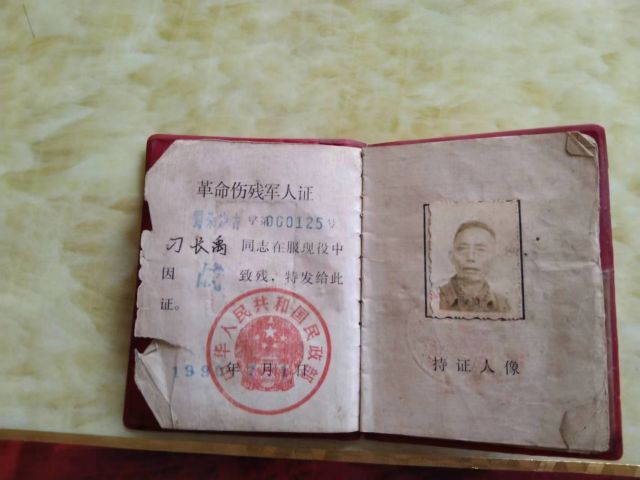 革命伤残军人证
字第000125号
刁长禹 同志在服现役中
因 战 致残，特发给此
证。
中华人民共和国民政部
年 月 日
持证人像